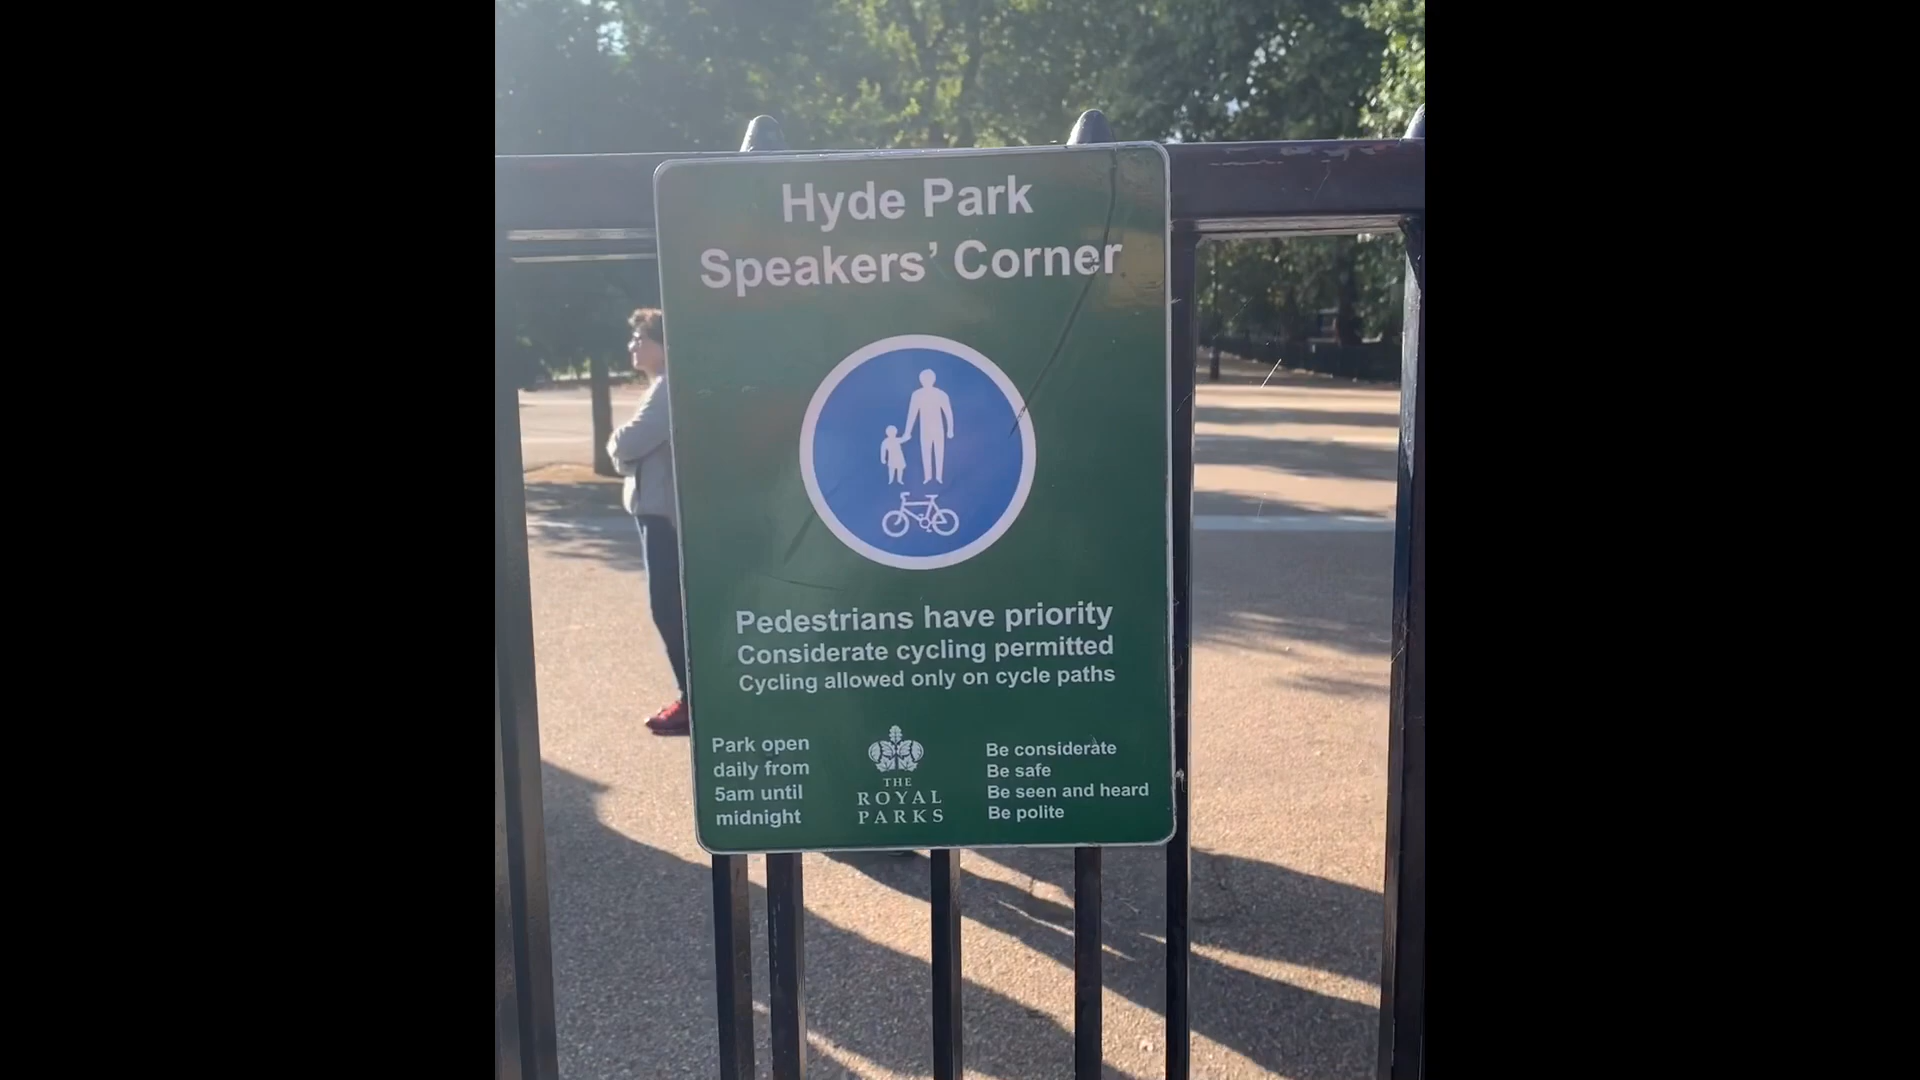 Hyde Park
Speakers’ Corner
Pedestrians have priority
Considerate cycling permitted
Cycling allowed only on cycle paths
Park open
daily from
5am until
midnight
THE
ROYAL
PARKS
Be considerate
Be safe
Be seen and heard
Be polite